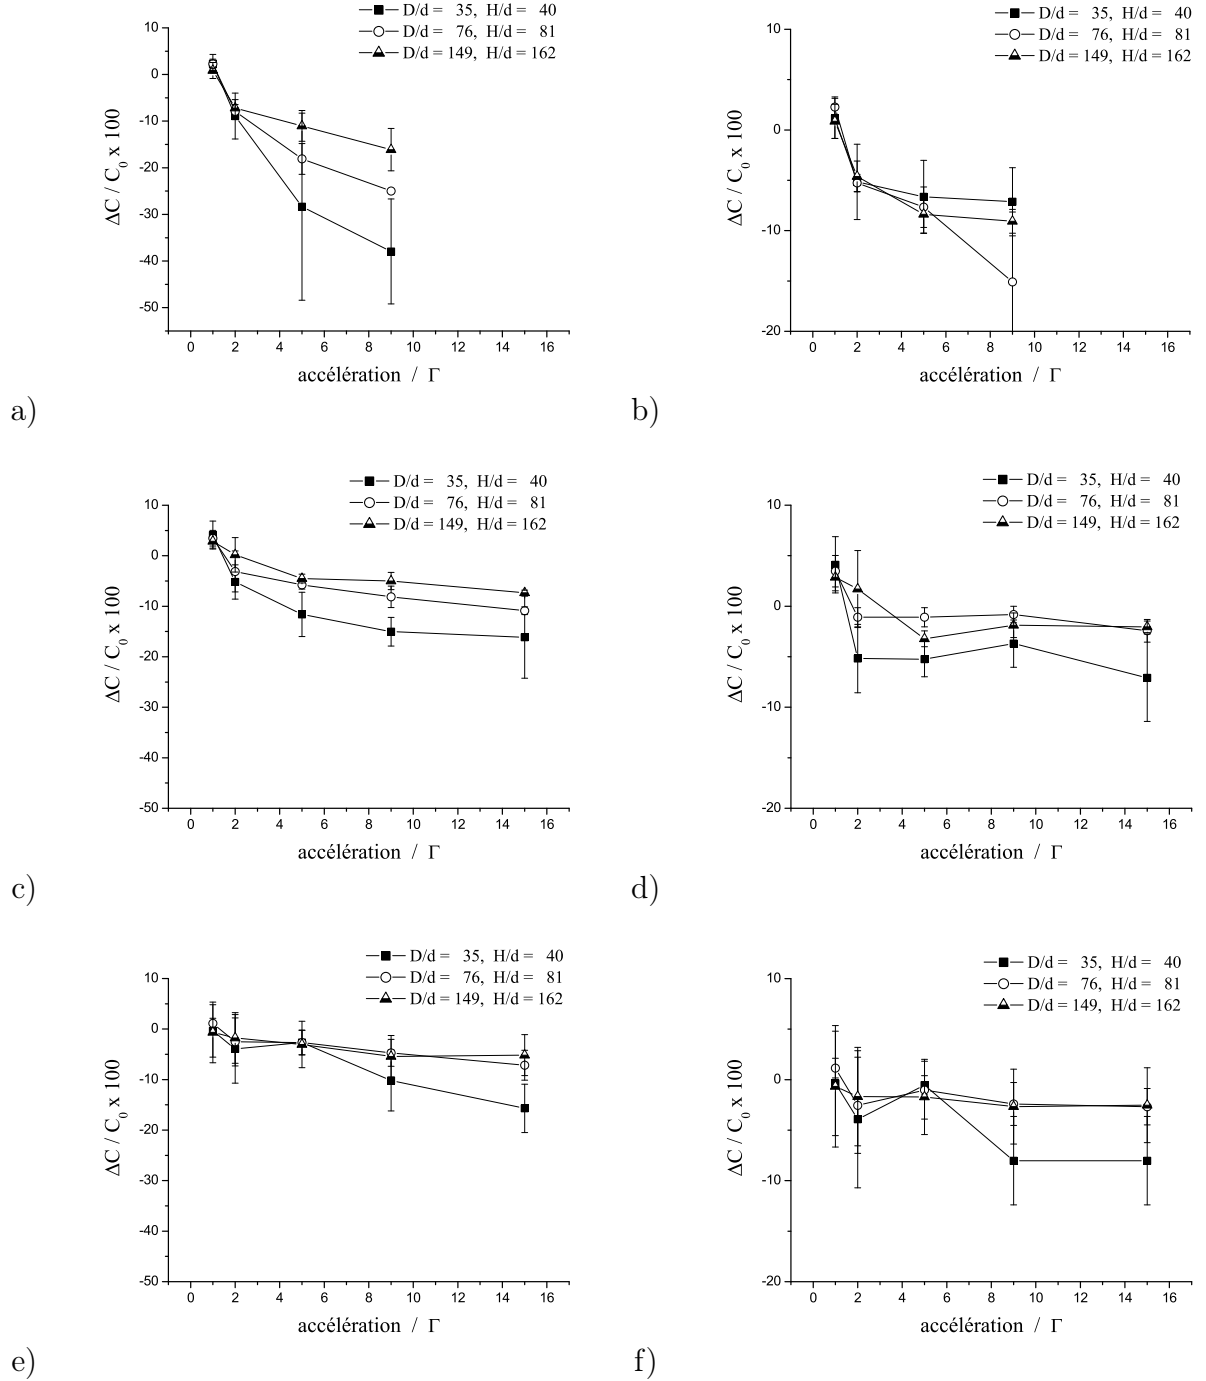 D/d = 35, H/d = 40
D/d = 76, H/d = 81
D/d = 149, H/d = 162
10
0
-10
-20
-30
-40
-50
ΔC / C₀ x 100
0 2 4 6 8 10 12 14 16
accélération / Γ
a)
D/d = 35, H/d = 40
D/d = 76, H/d = 81
D/d = 149, H/d = 162
10
0
-10
-20
ΔC / C₀ x 100
0 2 4 6 8 10 12 14 16
accélération / Γ
b)
D/d = 35, H/d = 40
D/d = 76, H/d = 81
D/d = 149, H/d = 162
10
0
-10
-20
-30
-40
-50
ΔC / C₀ x 100
0 2 4 6 8 10 12 14 16
accélération / Γ
c)
D/d = 35, H/d = 40
D/d = 76, H/d = 81
D/d = 149, H/d = 162
10
0
-10
-20
ΔC / C₀ x 100
0 2 4 6 8 10 12 14 16
accélération / Γ
d)
D/d = 35, H/d = 40
D/d = 76, H/d = 81
D/d = 149, H/d = 162
10
0
-10
-20
-30
-40
-50
ΔC / C₀ x 100
0 2 4 6 8 10 12 14 16
accélération / Γ
e)
D/d = 35, H/d = 40
D/d = 76, H/d = 81
D/d = 149, H/d = 162
10
0
-10
-20
ΔC / C₀ x 100
0 2 4 6 8 10 12 14 16
accélération / Γ
f)